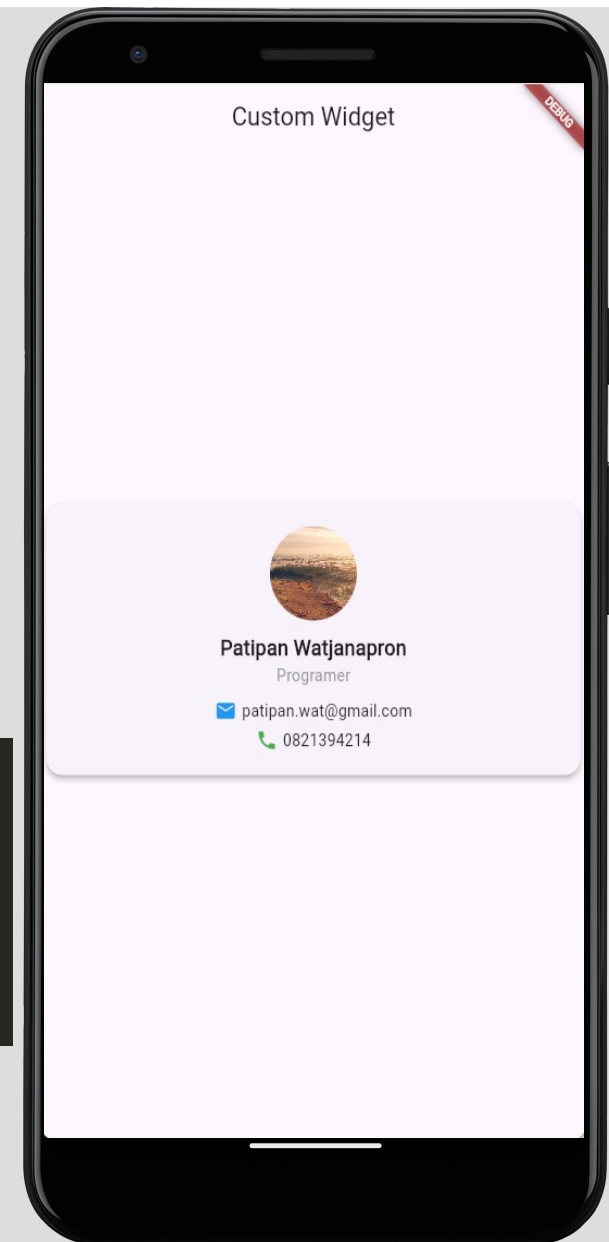 Custom Widget
DEBUG
Patipan Watjanapron
Programer
patipan.wat@gmail.com
0821394214